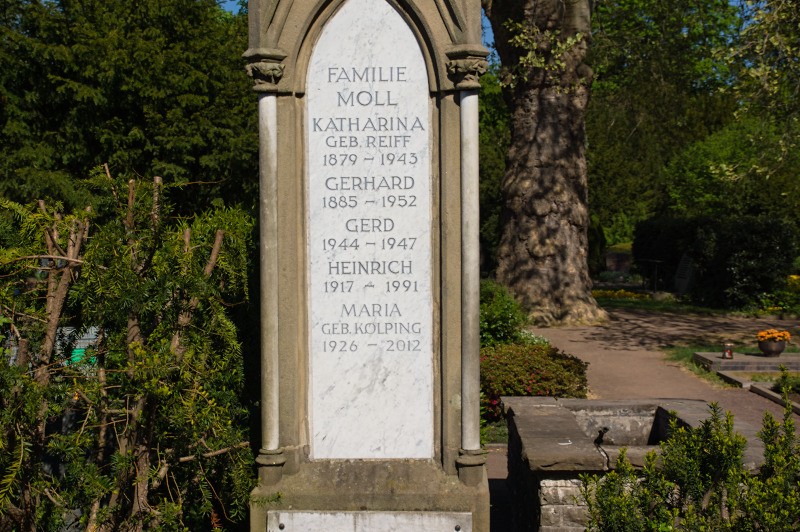 FAMILIE
MOLL
KATHARINA
GEB. REIFF
1879 – 1943
GERHARD
1885 – 1952
GERD
1944 – 1947
HEINRICH
1917 – 1991
MARIA
GEB. KOLPING
1926 – 2012